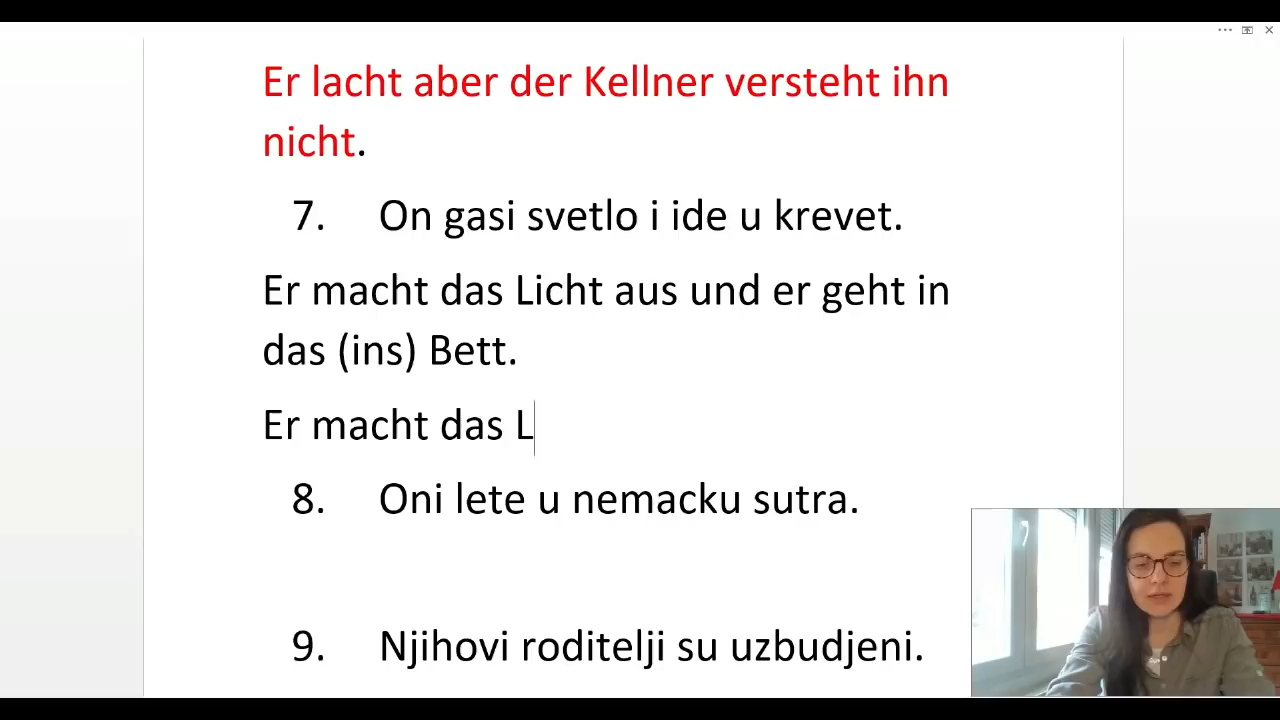 Er lacht aber der Kellner versteht ihn
nicht.
7. On gasi svetlo i ide u krevet.
Er macht das Licht aus und er geht in
das (ins) Bett.
Er macht das L
8. Oni lete u nemacku sutra.
9. Njihovi roditelji su uzbudjeni.